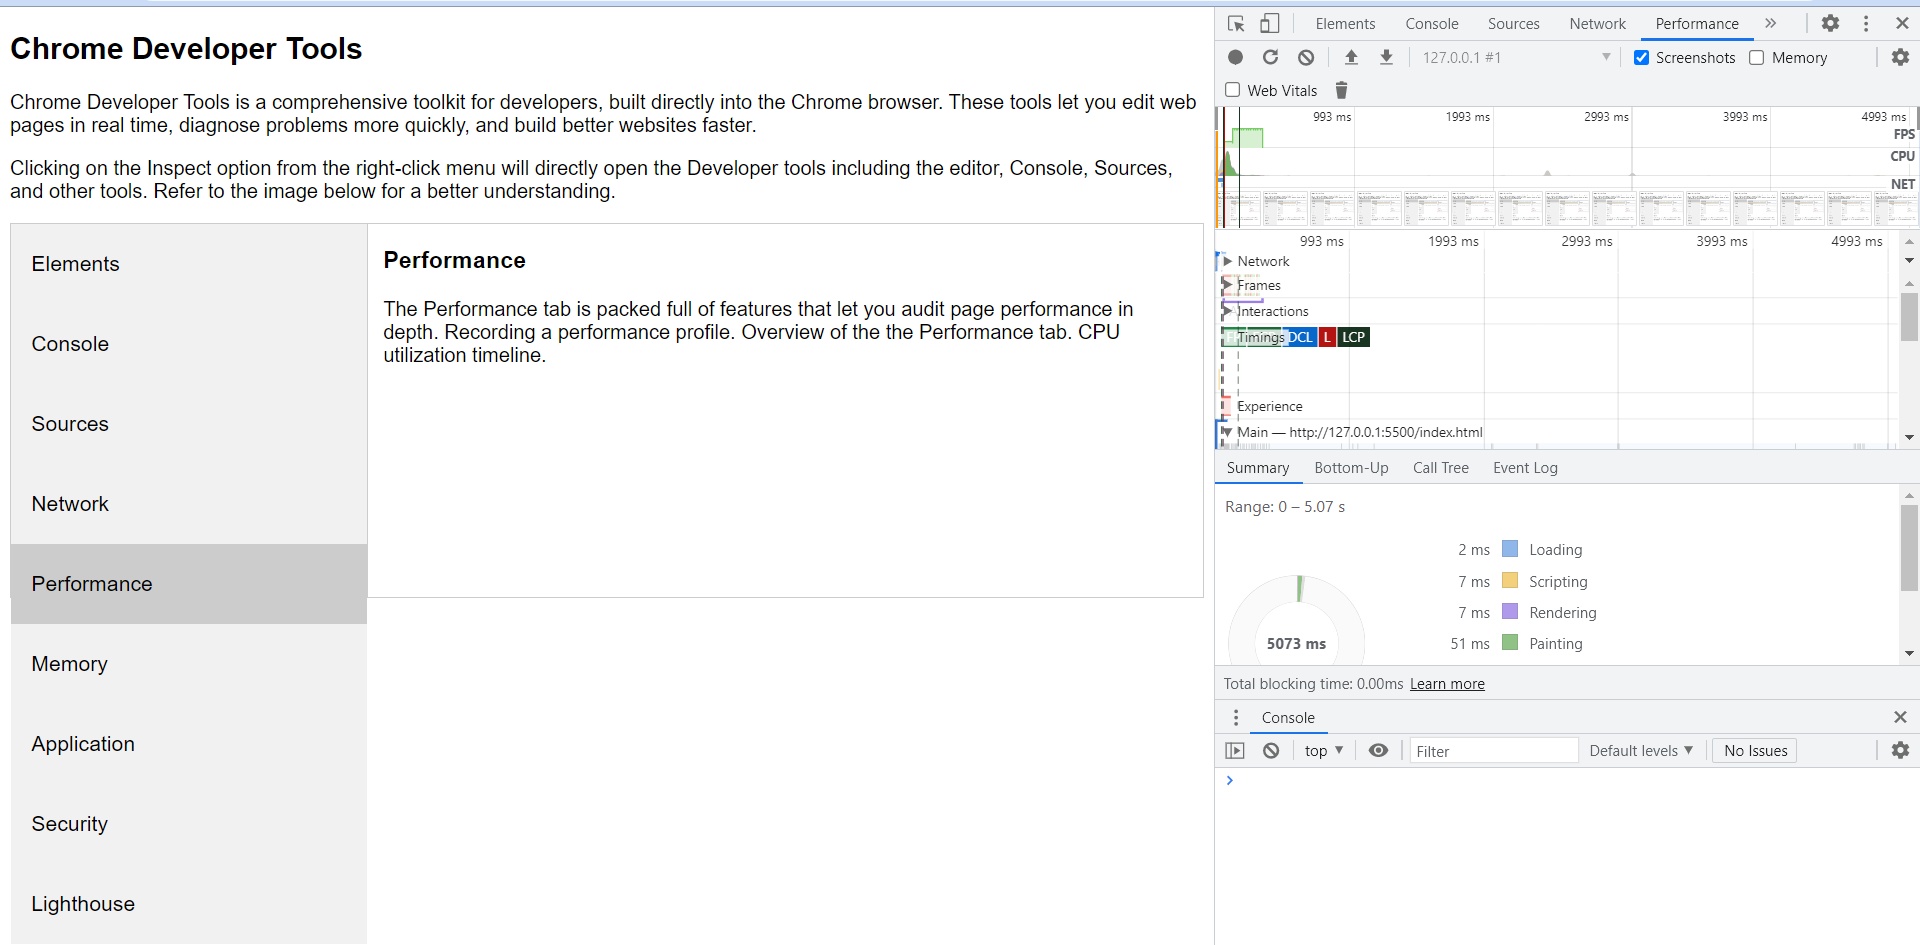 Chrome Developer Tools
Chrome Developer Tools is a comprehensive toolkit for developers, built directly into the Chrome browser. These tools let you edit web
pages in real time, diagnose problems more quickly, and build better websites faster.
Clicking on the Inspect option from the right-click menu will directly open the Developer tools including the editor, Console, Sources,
and other tools. Refer to the image below for a better understanding.
Elements
Console
Sources
Network
Performance
Memory
Application
Security
Lighthouse
Performance
The Performance tab is packed full of features that let you audit page performance in
depth. Recording a performance profile. Overview of the the Performance tab. CPU
utilization timeline.
Elements Console Sources Network Performance »
127.0.0.1 #1 Screenshots Memory
Web Vitals
993 ms 1993 ms 2993 ms 3993 ms 4993 ms
FPS
CPU
NET
993 ms 1993 ms 2993 ms 3993 ms 4993 ms
Network
Frames
Interactions
Timings DCL L LCP
Experience
Main — http://127.0.0.1:5500/index.html
Summary Bottom-Up Call Tree Event Log
Range: 0 – 5.07 s
2 ms Loading
7 ms Scripting
7 ms Rendering
5073 ms
51 ms Painting
Total blocking time: 0.00ms Learn more
Console
top Filter Default levels No Issues